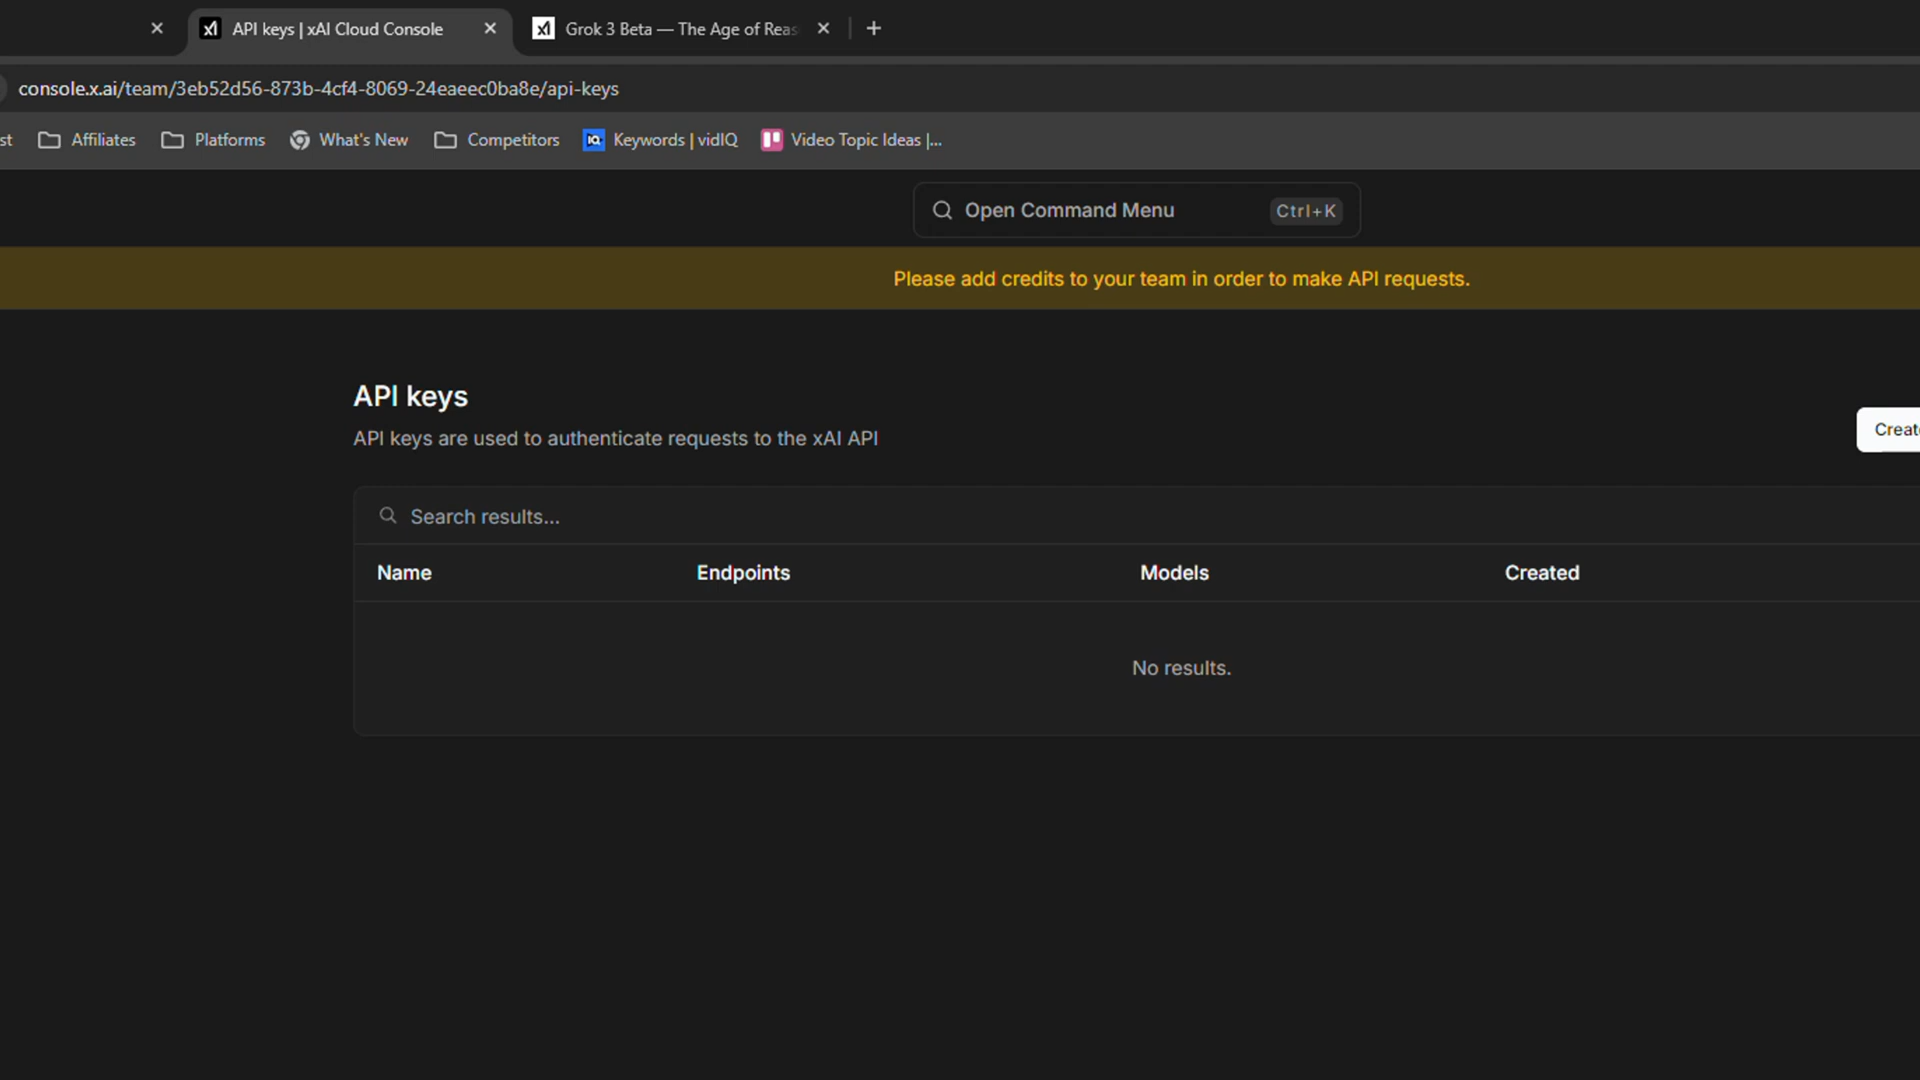 API keys | xAI Cloud Console
Grok 3 Beta — The Age of Reas
console.x.ai/team/3eb52d56-873b-4cf4-8069-24eaeec0ba8e/api-keys
st Affiliates Platforms What's New Competitors Keywords | vidIQ Video Topic Ideas |...
Open Command Menu Ctrl+K
Please add credits to your team in order to make API requests.
API keys
API keys are used to authenticate requests to the xAI API
Creat
Search results...
Name Endpoints Models Created
No results.